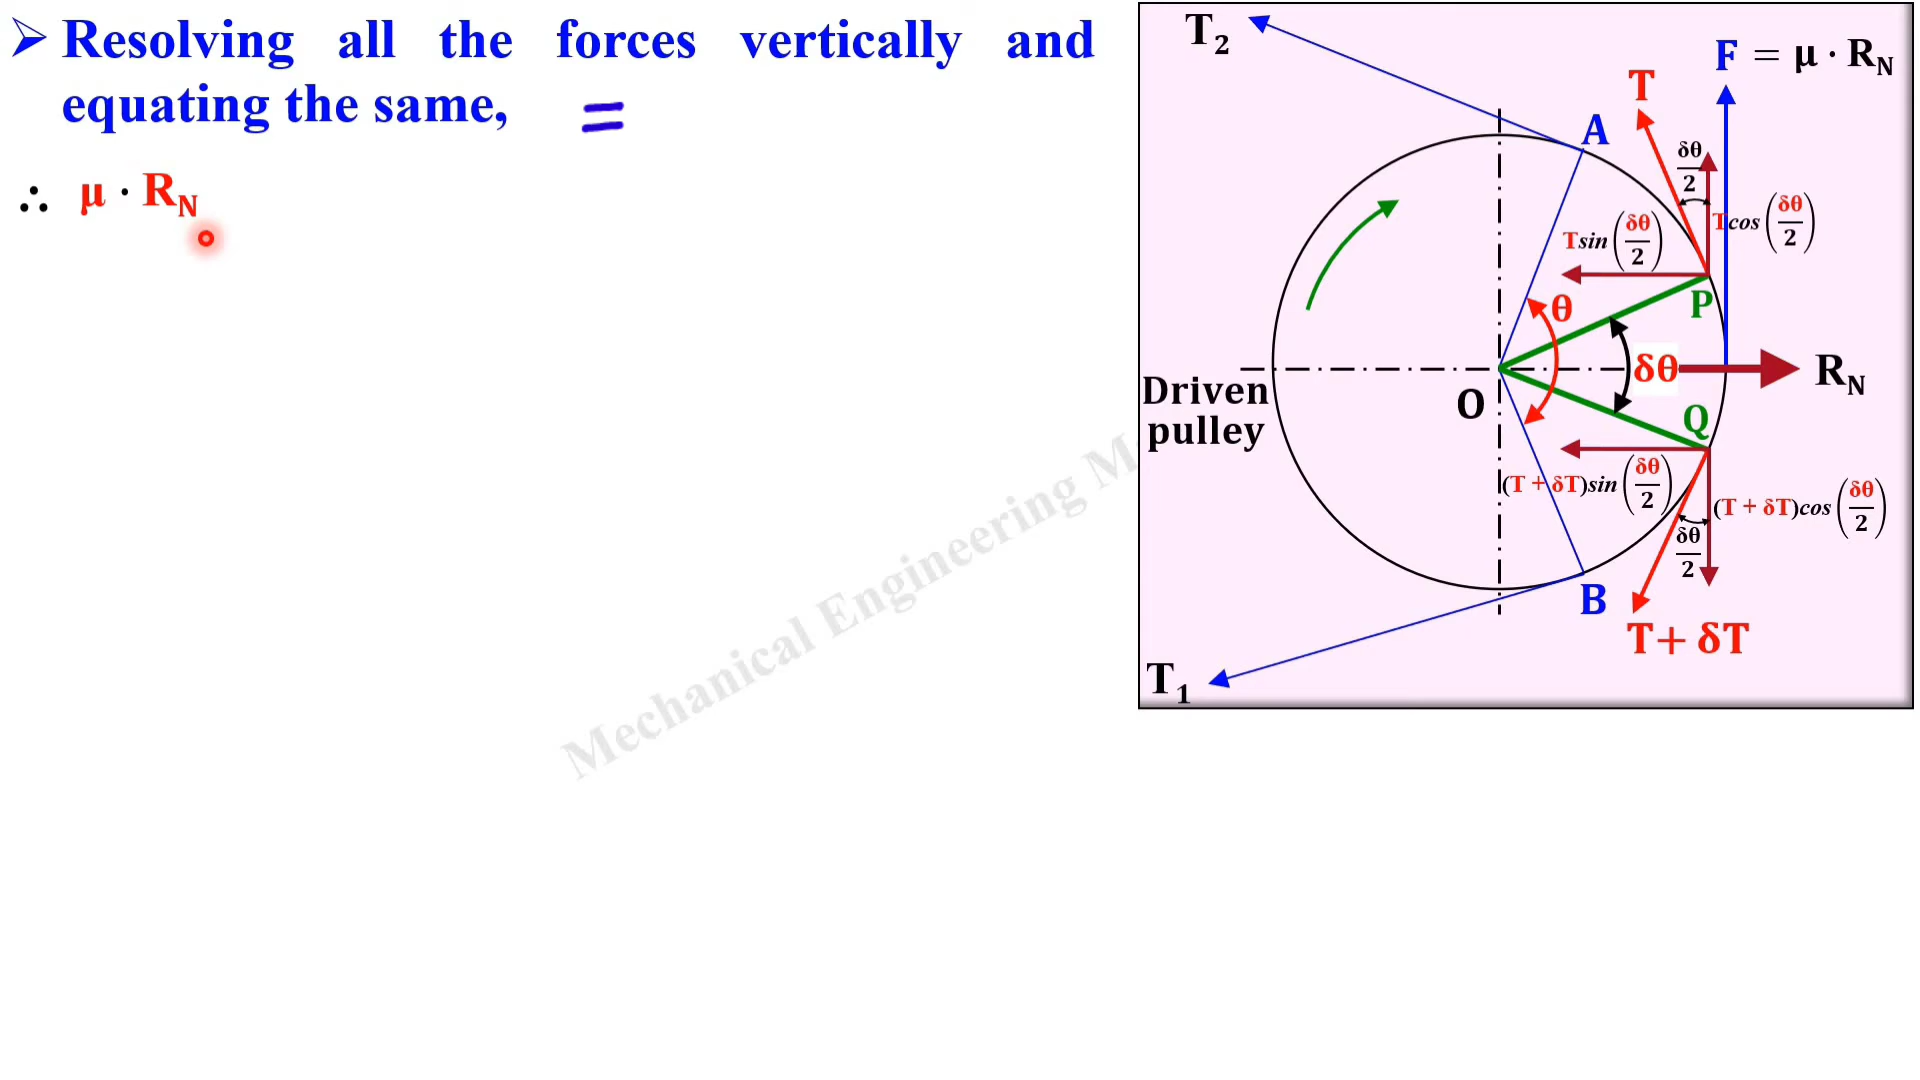 ➢ Resolving all the forces vertically and
equating the same, =
∴ μ · R_N
T₂
F = μ · R_N
T
A
δθ/2
Tcos(δθ/2)
Tsin(δθ/2)
θ
P
δθ
R_N
O
Driven
pulley
Q
(T + δT)sin(δθ/2)
(T + δT)cos(δθ/2)
δθ/2
B
T+ δT
T₁
Mechanical Engineering M